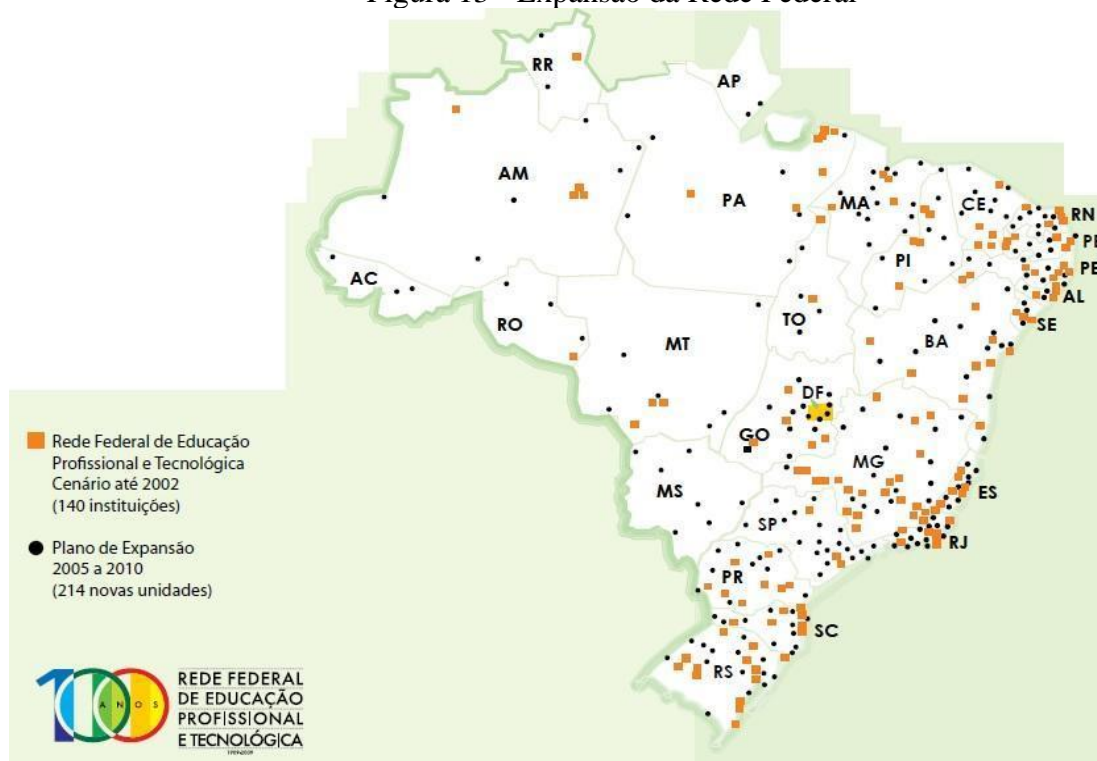 Figura 13 - Expansão da Rede Federal
RR
AP
AM
PA
MA
CE
RN
PB
PE
PI
AC
AL
TO
SE
RO
BA
MT
DF
GO
MG
MS
ES
SP
RJ
PR
SC
RS
Rede Federal de Educação
Profissional e Tecnológica
Cenário até 2002
(140 instituições)
Plano de Expansão
2005 a 2010
(214 novas unidades)
100
ANOS
REDE FEDERAL
DE EDUCAÇÃO
PROFISSIONAL
E TECNOLÓGICA